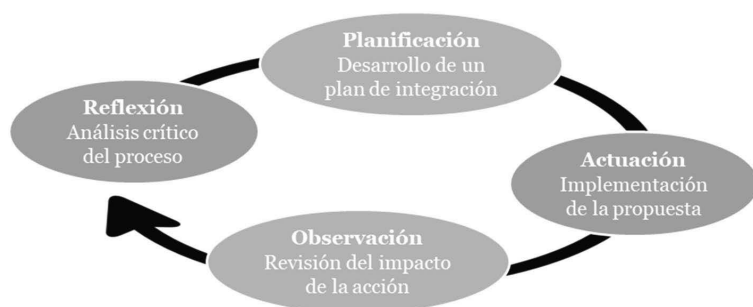 Planificación
Desarrollo de un
plan de integración
Reflexión
Análisis crítico
del proceso
Actuación
Implementación
de la propuesta
Observación
Revisión del impacto
de la acción